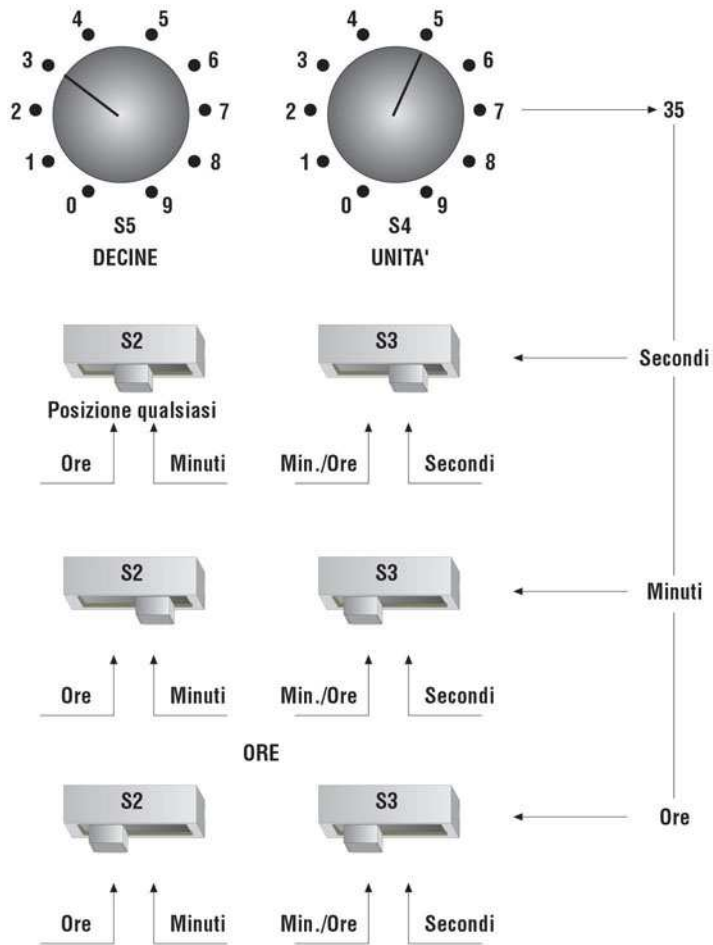 4 5 4 5
3 6 3 6
2 7 2 7 35
1 8 1 8
0 9 0 9
S5 S4
DECINE UNITA'
S2 S3
Secondi
Posizione qualsiasi
Ore Minuti Min./Ore Secondi
S2 S3
Minuti
Ore Minuti Min./Ore Secondi
ORE
S2 S3
Ore
Ore Minuti Min./Ore Secondi